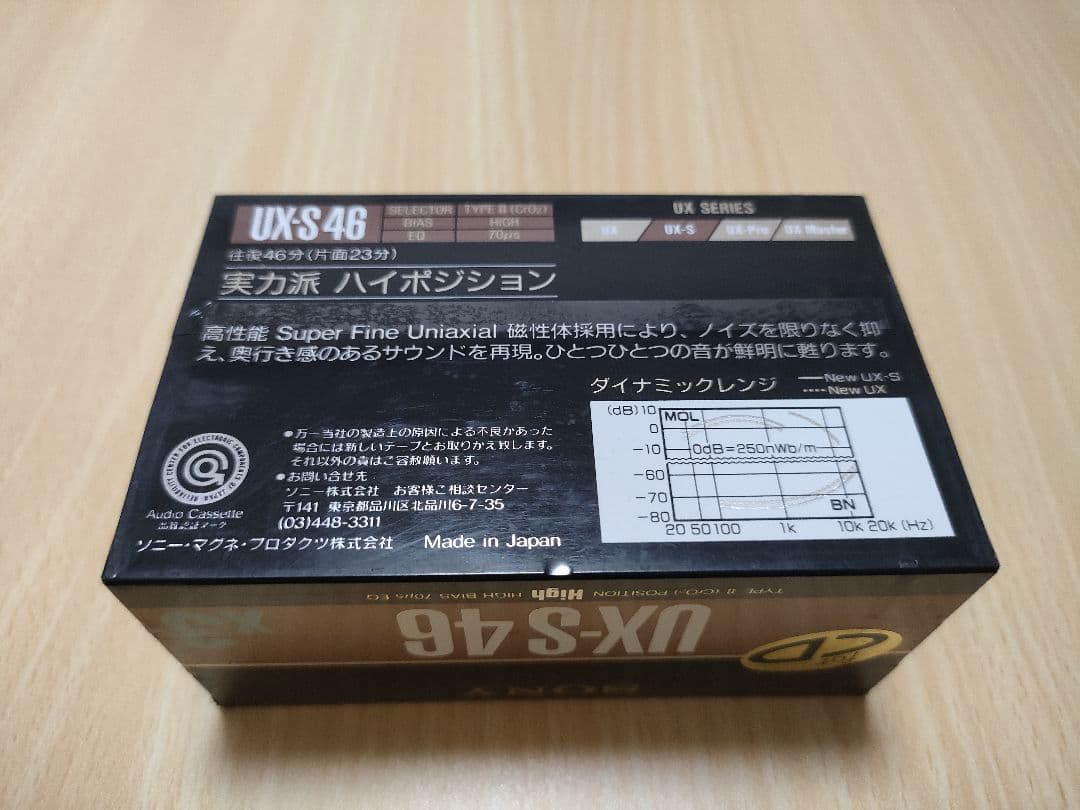 UX-S 46
SELECTOR TYPE II (CrO₂)
BIAS HIGH
EQ 70μs
UX SERIES
UX UX-S UX-Pro UX Master
往復46分(片面23分)
実力派 ハイポジション
高性能 Super Fine Uniaxial 磁性体採用により、ノイズを限りなく抑
え、奥行き感のあるサウンドを再現。ひとつひとつの音が鮮明に甦ります。
ダイナミックレンジ
New UX-S
New UX
(dB) 10
0
-10
-60
-70
-80
MOL
0dB=250nWb/m
BN
20 50 100 1k 10k 20k (Hz)
●万一当社の製造上の原因による不良があった
場合には新しいテープとお取りかえ致します。
それ以外の責はご容赦願います。
●お問い合せ先
ソニー株式会社 お客様ご相談センター
〒141 東京都品川区北品川6-7-35
(03)448-3311
RELIABILITY CENTER FOR ELECTRONIC COMPONENTS OF JAPAN
Audio Cassette
ソニー・マグネ・プロダクツ株式会社 Made in Japan
TYPE II (CrO₂) POSITION High HIGH BIAS 70μs EQ
UX-S 46
X3
for CD
SONY